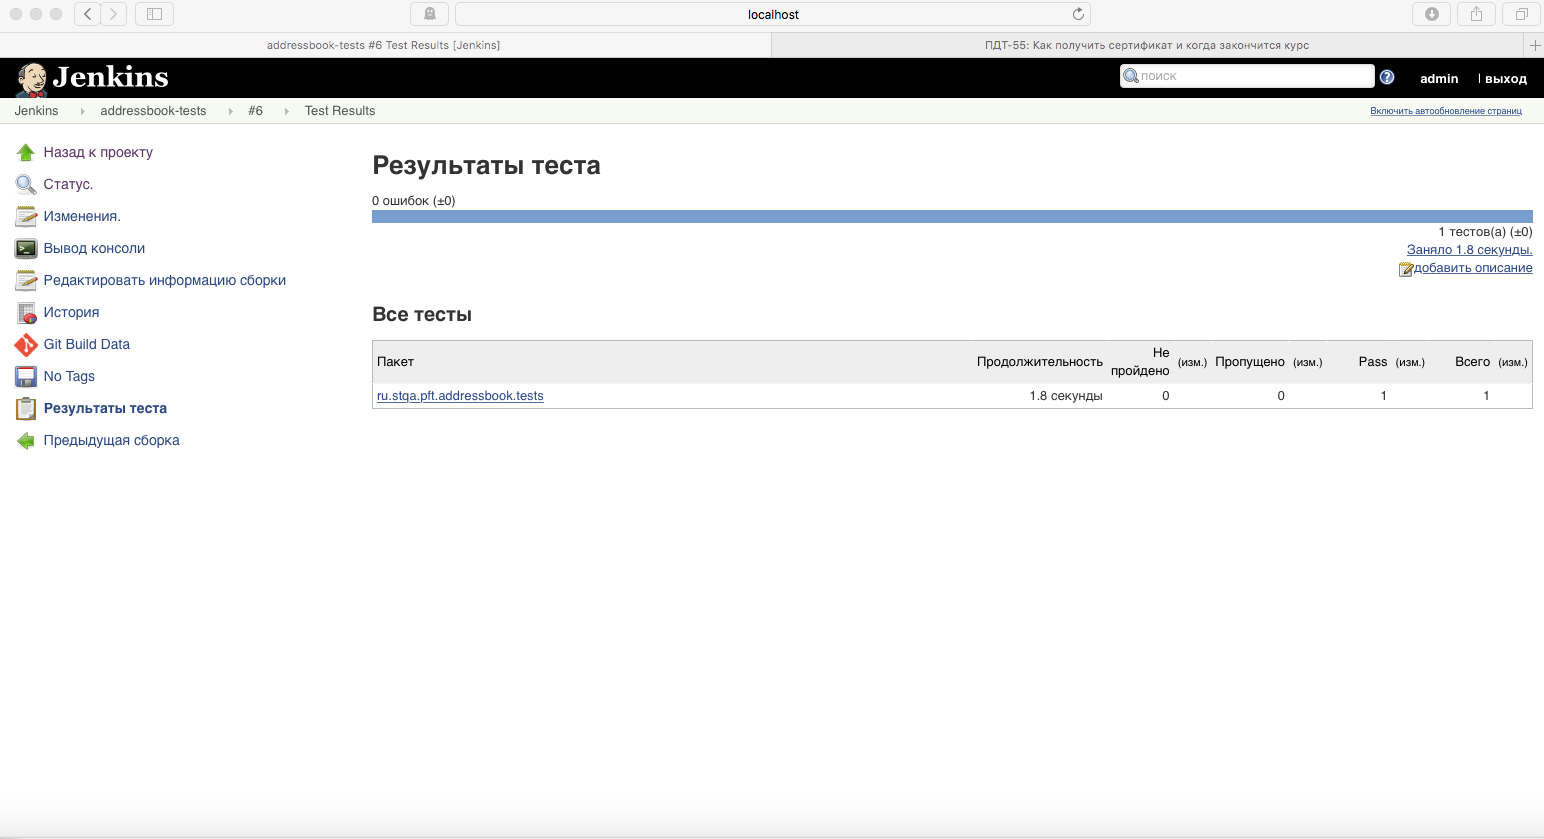 localhost
addressbook-tests #6 Test Results [Jenkins]
ПДТ-55: Как получить сертификат и когда закончится курс
Jenkins
поиск
admin
| выход
Jenkins
addressbook-tests
#6
Test Results
Включить автообновление страниц
Назад к проекту
Статус.
Изменения.
Вывод консоли
Редактировать информацию сборки
История
Git Build Data
No Tags
Результаты теста
Предыдущая сборка
Результаты теста
0 ошибок (±0)
1 тестов(а) (±0)
Заняло 1.8 секунды.
добавить описание
Все тесты
Пакет Продолжительность Не пройдено (изм.) Пропущено (изм.) Pass (изм.) Всего (изм.)
ru.stqa.pft.addressbook.tests 1.8 секунды 0 0 1 1